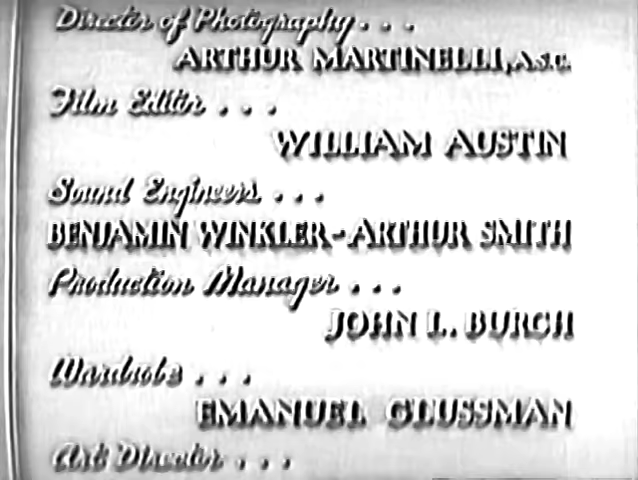 Director of Photography . . .
ARTHUR MARTINELLI, A.S.C.
Film Editor . . .
WILLIAM AUSTIN
Sound Engineers . . .
BENJAMIN WINKLER - ARTHUR SMITH
Production Manager . . .
JOHN L. BURCH
Wardrobe . . .
EMANUEL GLUSSMAN
Art Director . . .